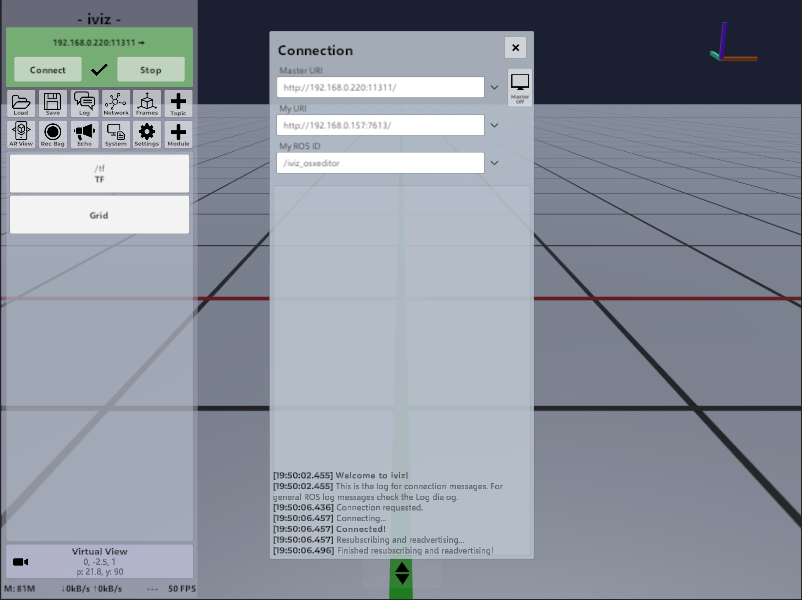 - iviz -
192.168.0.220:11311 →
Connect
Stop
Load
Save
Log
Network
Frames
Topic
AR View
Rec Bag
Echo
System
Settings
Module
/tf
TF
Grid
Virtual View
0, -2.5, 1
p: 21.8, y: 90
M: 81M ↓0kB/s ↑0kB/s --- 50 FPS
Connection
Master URI
http://192.168.0.220:11311/
Master
Off
My URI
http://192.168.0.157:7613/
My ROS ID
/iviz_osxeditor
[19:50:02.455] Welcome to iviz!
[19:50:02.455] This is the log for connection messages. For
general ROS log messages check the Log dialog.
[19:50:06.436] Connection requested.
[19:50:06.457] Connecting...
[19:50:06.457] Connected!
[19:50:06.457] Resubscribing and readvertising...
[19:50:06.496] Finished resubscribing and readvertising!